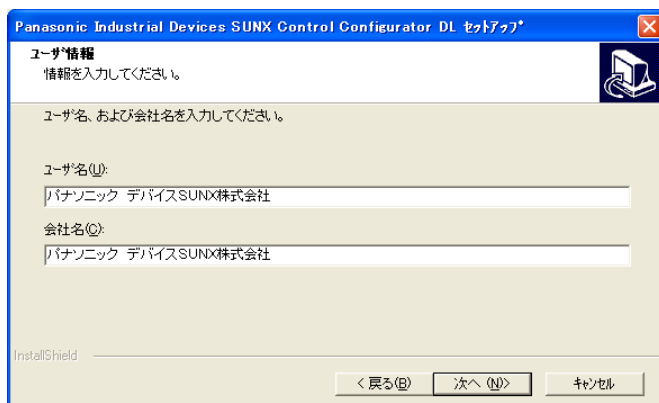 Panasonic Industrial Devices SUNX Control Configurator DL ｾｯﾄｱｯﾌﾟ
ﾕｰｻﾞ情報
情報を入力してください。
ﾕｰｻﾞ名、および会社名を入力してください。
ﾕｰｻﾞ名(U):
パナソニック デバイスSUNX株式会社
会社名(C):
パナソニック デバイスSUNX株式会社
InstallShield
< 戻る(B)
次へ (N)>
ｷｬﾝｾﾙ